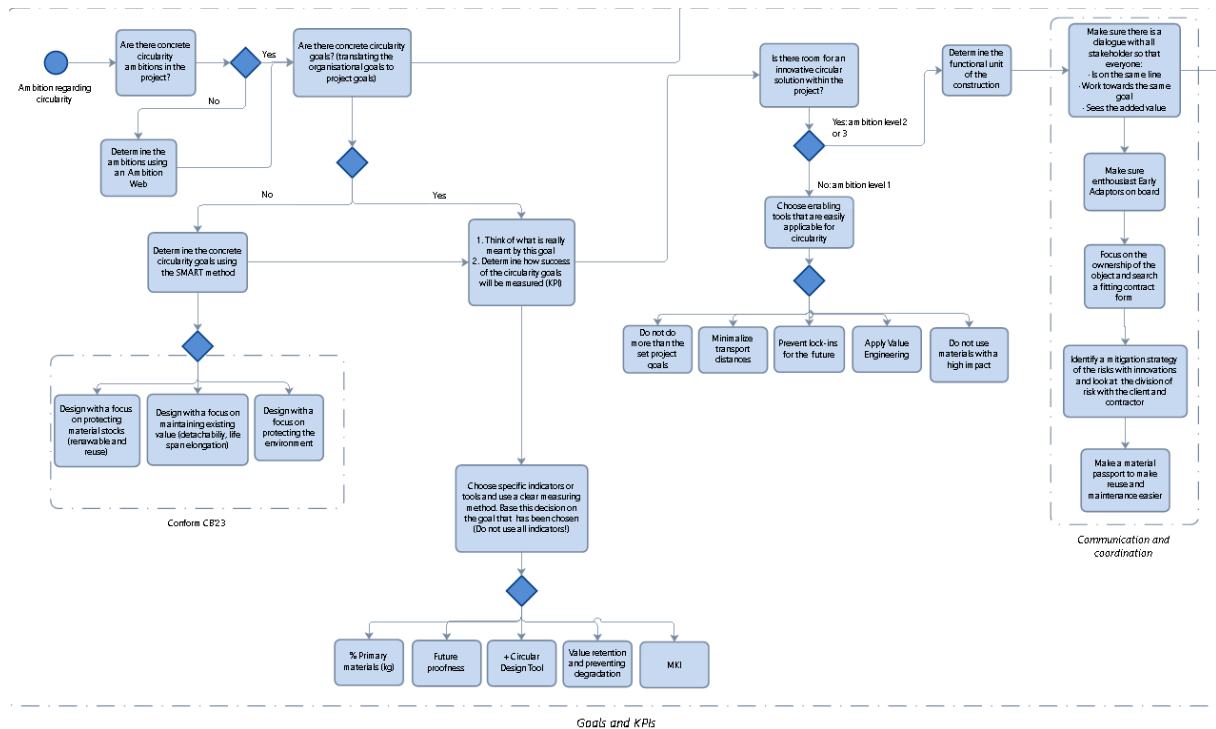 Ambition regarding
circularity
Are there concrete
circularity
ambitions in the
project?
Yes
No
Determine the
ambitions using
an Ambition
Web
Are there concrete circularity
goals? (translating the
organisational goals to
project goals)
No
Yes
Determine the concrete
circularity goals using
the SMART method
Design with a focus
on protecting
material stocks
(renawable and
reuse)
Design with a focus on
maintaining existing
value (detachabiliy, life
span elongation)
Design with a
focus on
protecting the
environment
Conform CB'23
1. Think of what is really
meant by this goal
2. Determine how success
of the circularity goals
will be measured (KPI)
Choose specific indicators or
tools and use a clear measuring
method. Base this decision on
the goal that has been chosen
(Do not use all indicators!)
% Primary
materials (kg)
Future
proofness
+ Circular
Design Tool
Value retention
and preventing
degradation
MKI
Is there room for an
innovative circular
solution within the
project?
Yes: ambition level 2
or 3
No: ambition level 1
Choose enabling
tools that are easily
applicable for
circularity
Do not do
more than the
set project
goals
Minimalize
transport
distances
Prevent lock-ins
for the future
Apply Value
Engineering
Do not use
materials with a
high impact
Determine the
functional unit
of the
construction
Make sure there is a
dialogue with all
stakeholder so that
everyone:
- Is on the same line
- Work towards the same
goal
- Sees the added value
Make sure
enthusiast Early
Adaptors on board
Focus on the
ownership of the
object and search
a fitting contract
form
Identify a mitigation strategy
of the risks with innovations
and look at the division of
risk with the client and
contractor
Make a material
passport to make
reuse and
maintenance easier
Communication and
coordination
Goals and KPIs